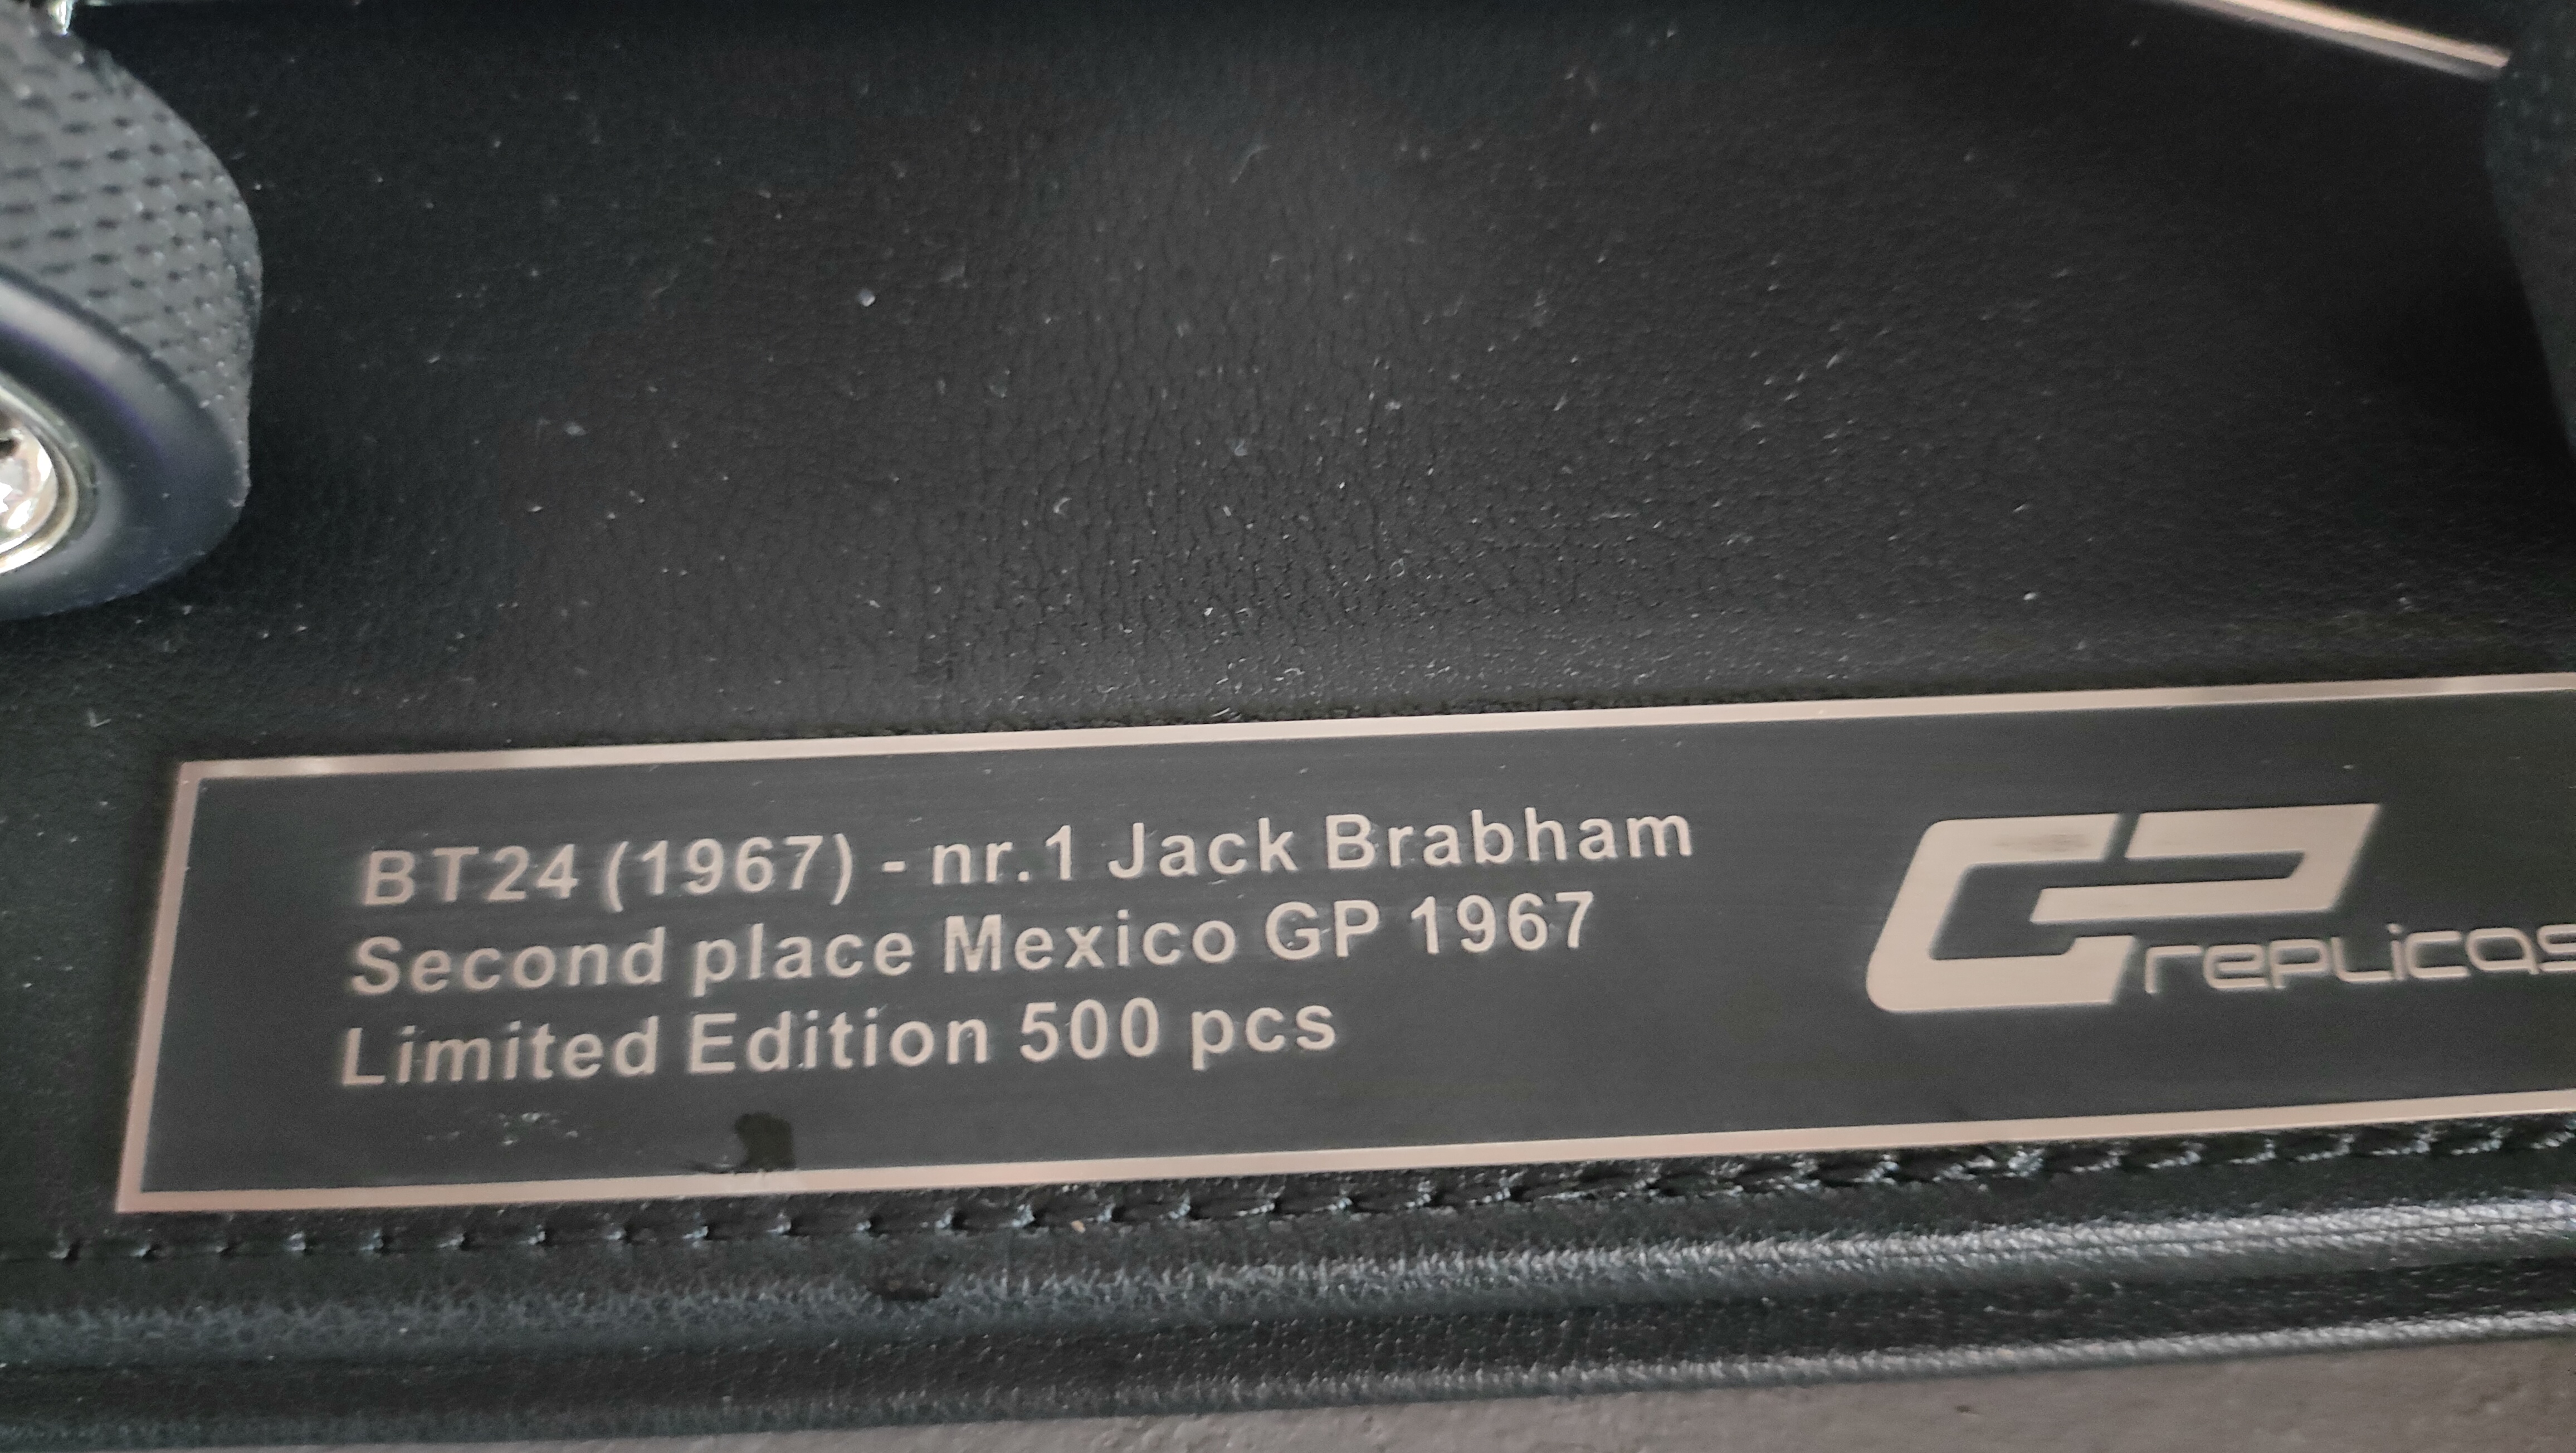 BT24 (1967) - nr.1 Jack Brabham
Second place Mexico GP 1967
Limited Edition 500 pcs
GP
replicas